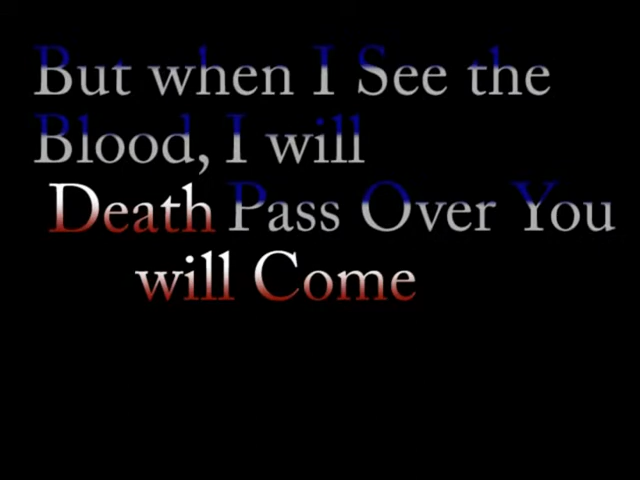 But when I See the
Blood, I will
Death Pass Over You
will Come